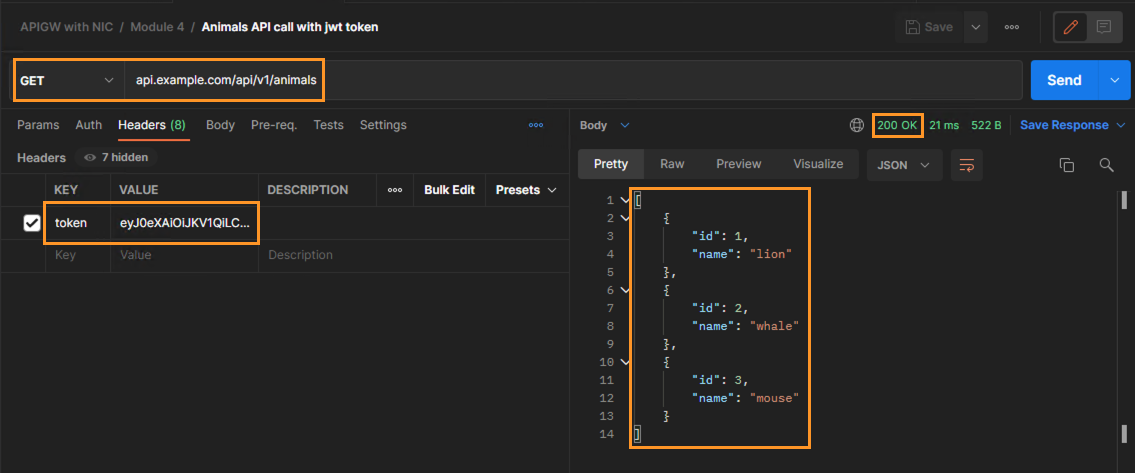 APIGW with NIC / Module 4 / Animals API call with jwt token
Save
GET
api.example.com/api/v1/animals
Send
Params Auth Headers (8) Body Pre-req. Tests Settings
Headers 7 hidden
KEY VALUE DESCRIPTION Bulk Edit Presets
token eyJ0eXAiOiJKV1QiLC...
Key Value Description
Body 200 OK 21 ms 522 B Save Response
Pretty Raw Preview Visualize JSON
1 [
2 {
3 "id": 1,
4 "name": "lion"
5 },
6 {
7 "id": 2,
8 "name": "whale"
9 },
10 {
11 "id": 3,
12 "name": "mouse"
13 }
14 ]